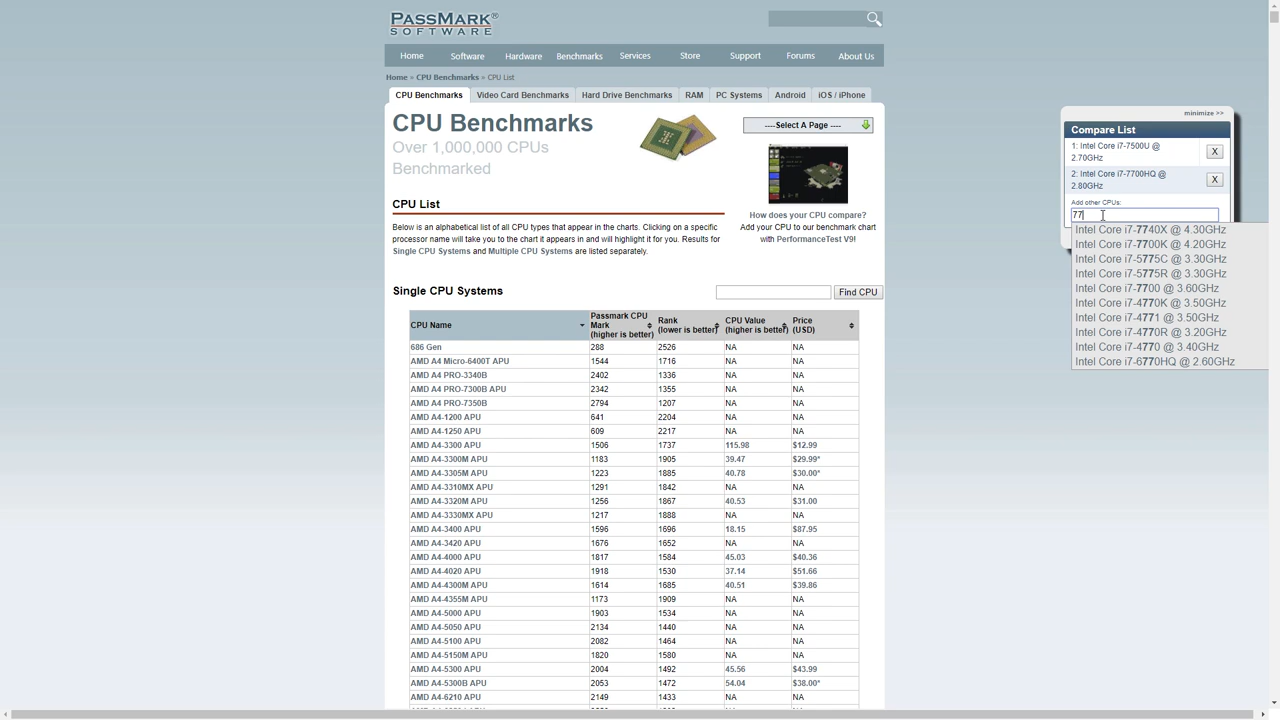 PASSMARK®
SOFTWARE
Home Software Hardware Benchmarks Services Store Support Forums About Us
Home » CPU Benchmarks » CPU List
CPU Benchmarks Video Card Benchmarks Hard Drive Benchmarks RAM PC Systems Android iOS / iPhone
CPU Benchmarks
Over 1,000,000 CPUs
Benchmarked
----Select A Page ----
How does your CPU compare?
Add your CPU to our benchmark chart
with PerformanceTest V9!
CPU List
Below is an alphabetical list of all CPU types that appear in the charts. Clicking on a specific
processor name will take you to the chart it appears in and will highlight it for you. Results for
Single CPU Systems and Multiple CPU Systems are listed separately.
Single CPU Systems
Find CPU
CPU Name Passmark CPU Mark (higher is better) Rank (lower is better) CPU Value (higher is better) Price (USD)
686 Gen 288 2526 NA NA
AMD A4 Micro-6400T APU 1544 1716 NA NA
AMD A4 PRO-3340B 2402 1336 NA NA
AMD A4 PRO-7300B APU 2342 1355 NA NA
AMD A4 PRO-7350B 2794 1207 NA NA
AMD A4-1200 APU 641 2204 NA NA
AMD A4-1250 APU 609 2217 NA NA
AMD A4-3300 APU 1506 1737 115.98 $12.99
AMD A4-3300M APU 1183 1905 39.47 $29.99*
AMD A4-3305M APU 1223 1885 40.78 $30.00*
AMD A4-3310MX APU 1291 1842 NA NA
AMD A4-3320M APU 1256 1867 40.53 $31.00
AMD A4-3330MX APU 1217 1888 NA NA
AMD A4-3400 APU 1596 1696 18.15 $87.95
AMD A4-3420 APU 1676 1652 NA NA
AMD A4-4000 APU 1817 1584 45.03 $40.36
AMD A4-4020 APU 1918 1530 37.14 $51.66
AMD A4-4300M APU 1614 1685 40.51 $39.86
AMD A4-4355M APU 1173 1909 NA NA
AMD A4-5000 APU 1903 1534 NA NA
AMD A4-5050 APU 2134 1440 NA NA
AMD A4-5100 APU 2082 1464 NA NA
AMD A4-5150M APU 1820 1580 NA NA
AMD A4-5300 APU 2004 1492 45.56 $43.99
AMD A4-5300B APU 2053 1472 54.04 $38.00*
AMD A4-6210 APU 2149 1433 NA NA
minimize >>
Compare List
1: Intel Core i7-7500U @
2.70GHz
X
2: Intel Core i7-7700HQ @
2.80GHz
X
Add other CPUs:
77
Intel Core i7-7740X @ 4.30GHz
Intel Core i7-7700K @ 4.20GHz
Intel Core i7-5775C @ 3.30GHz
Intel Core i7-5775R @ 3.30GHz
Intel Core i7-7700 @ 3.60GHz
Intel Core i7-4770K @ 3.50GHz
Intel Core i7-4771 @ 3.50GHz
Intel Core i7-4770R @ 3.20GHz
Intel Core i7-4770 @ 3.40GHz
Intel Core i7-6770HQ @ 2.60GHz